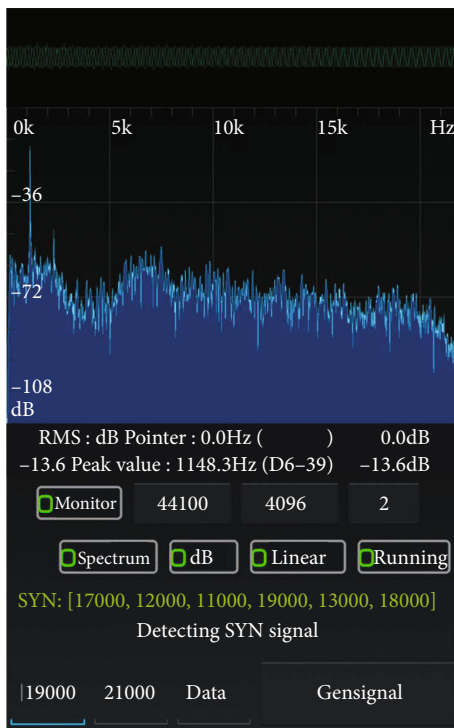 0k 5k 10k 15k Hz
–36
–72
–108
dB
RMS : dB Pointer : 0.0Hz ( ) 0.0dB
–13.6 Peak value : 1148.3Hz (D6–39) –13.6dB
Monitor 44100 4096 2
Spectrum dB Linear Running
SYN: [17000, 12000, 11000, 19000, 13000, 18000]
Detecting SYN signal
19000 21000 Data Gensignal